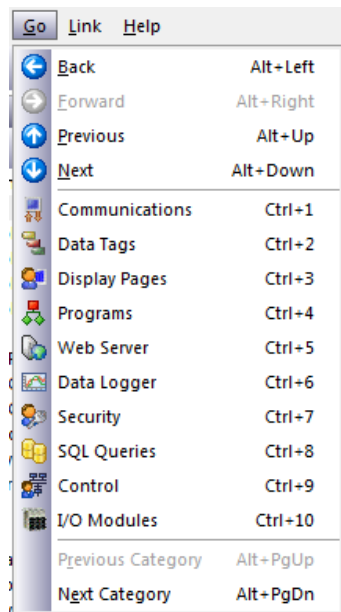 Go Link Help
Back Alt+Left
Forward Alt+Right
Previous Alt+Up
Next Alt+Down
Communications Ctrl+1
Data Tags Ctrl+2
Display Pages Ctrl+3
Programs Ctrl+4
Web Server Ctrl+5
Data Logger Ctrl+6
Security Ctrl+7
SQL Queries Ctrl+8
Control Ctrl+9
I/O Modules Ctrl+10
Previous Category Alt+PgUp
Next Category Alt+PgDn